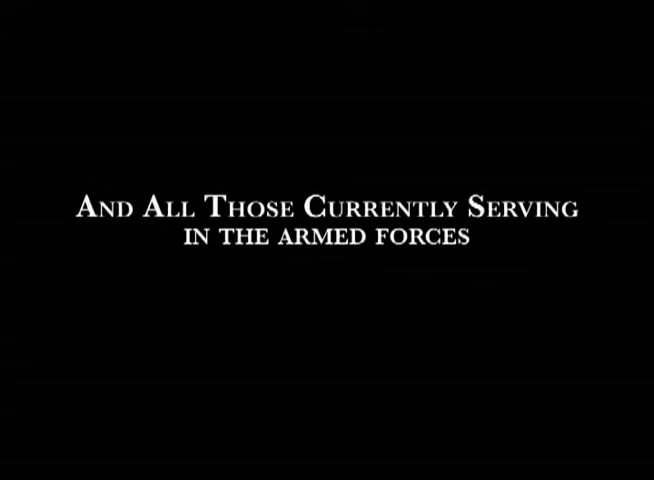 And All Those Currently Serving
in the armed forces